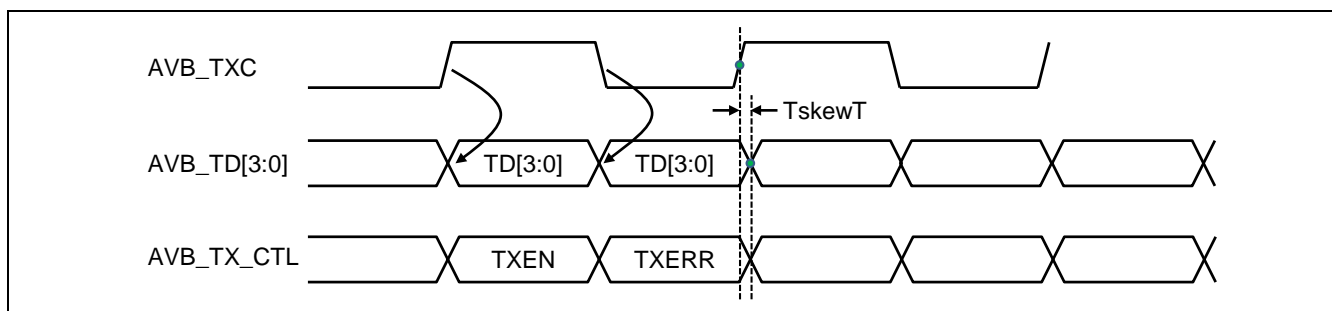 AVB_TXC
TskewT
AVB_TD[3:0] TD[3:0] TD[3:0]
AVB_TX_CTL TXEN TXERR